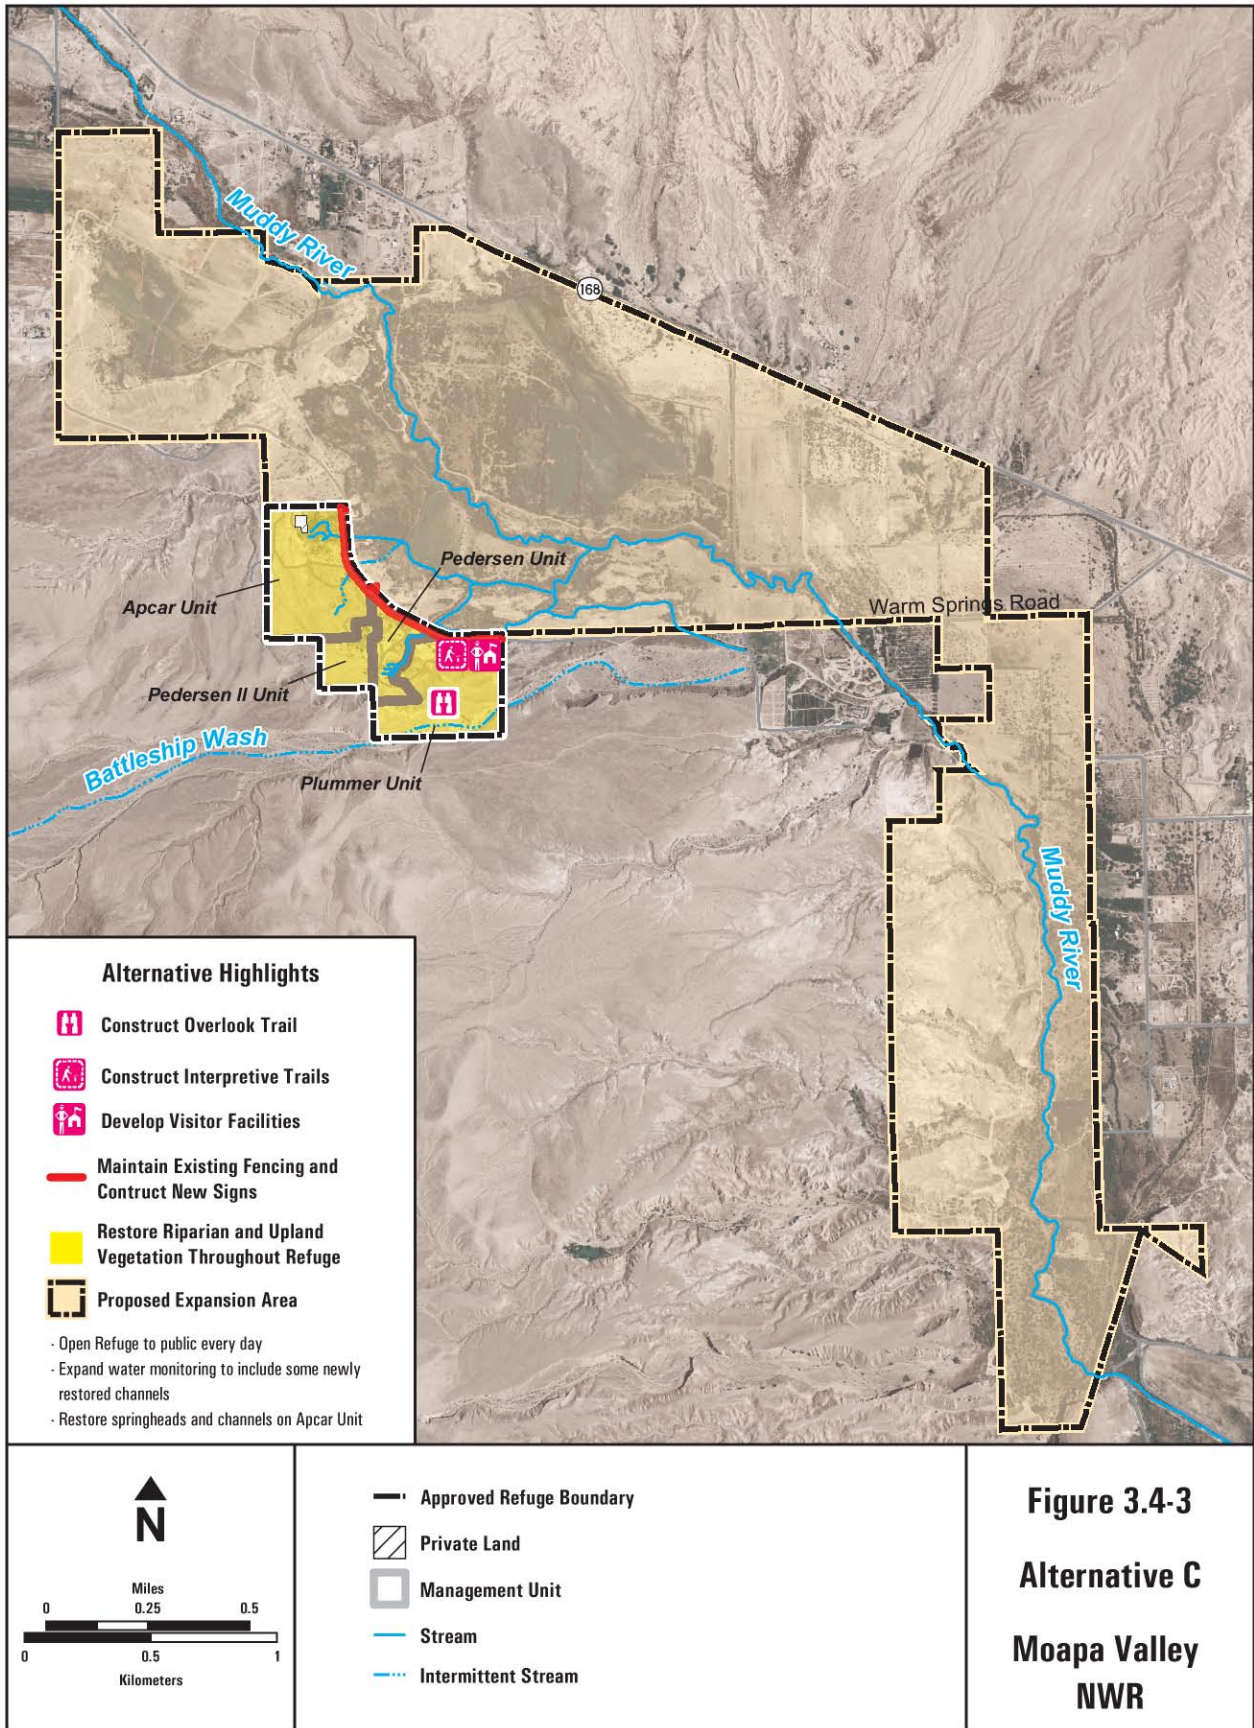 Muddy River
168
Pedersen Unit
Apcar Unit
Warm Springs Road
Pedersen II Unit
Battleship Wash
Plummer Unit
Muddy River
Alternative Highlights
Construct Overlook Trail
Construct Interpretive Trails
Develop Visitor Facilities
Maintain Existing Fencing and
Contruct New Signs
Restore Riparian and Upland
Vegetation Throughout Refuge
Proposed Expansion Area
- Open Refuge to public every day
- Expand water monitoring to include some newly
restored channels
- Restore springheads and channels on Apcar Unit
N
Miles
0 0.25 0.5
0 0.5 1
Kilometers
Approved Refuge Boundary
Private Land
Management Unit
Stream
Intermittent Stream
Figure 3.4-3
Alternative C
Moapa Valley
NWR